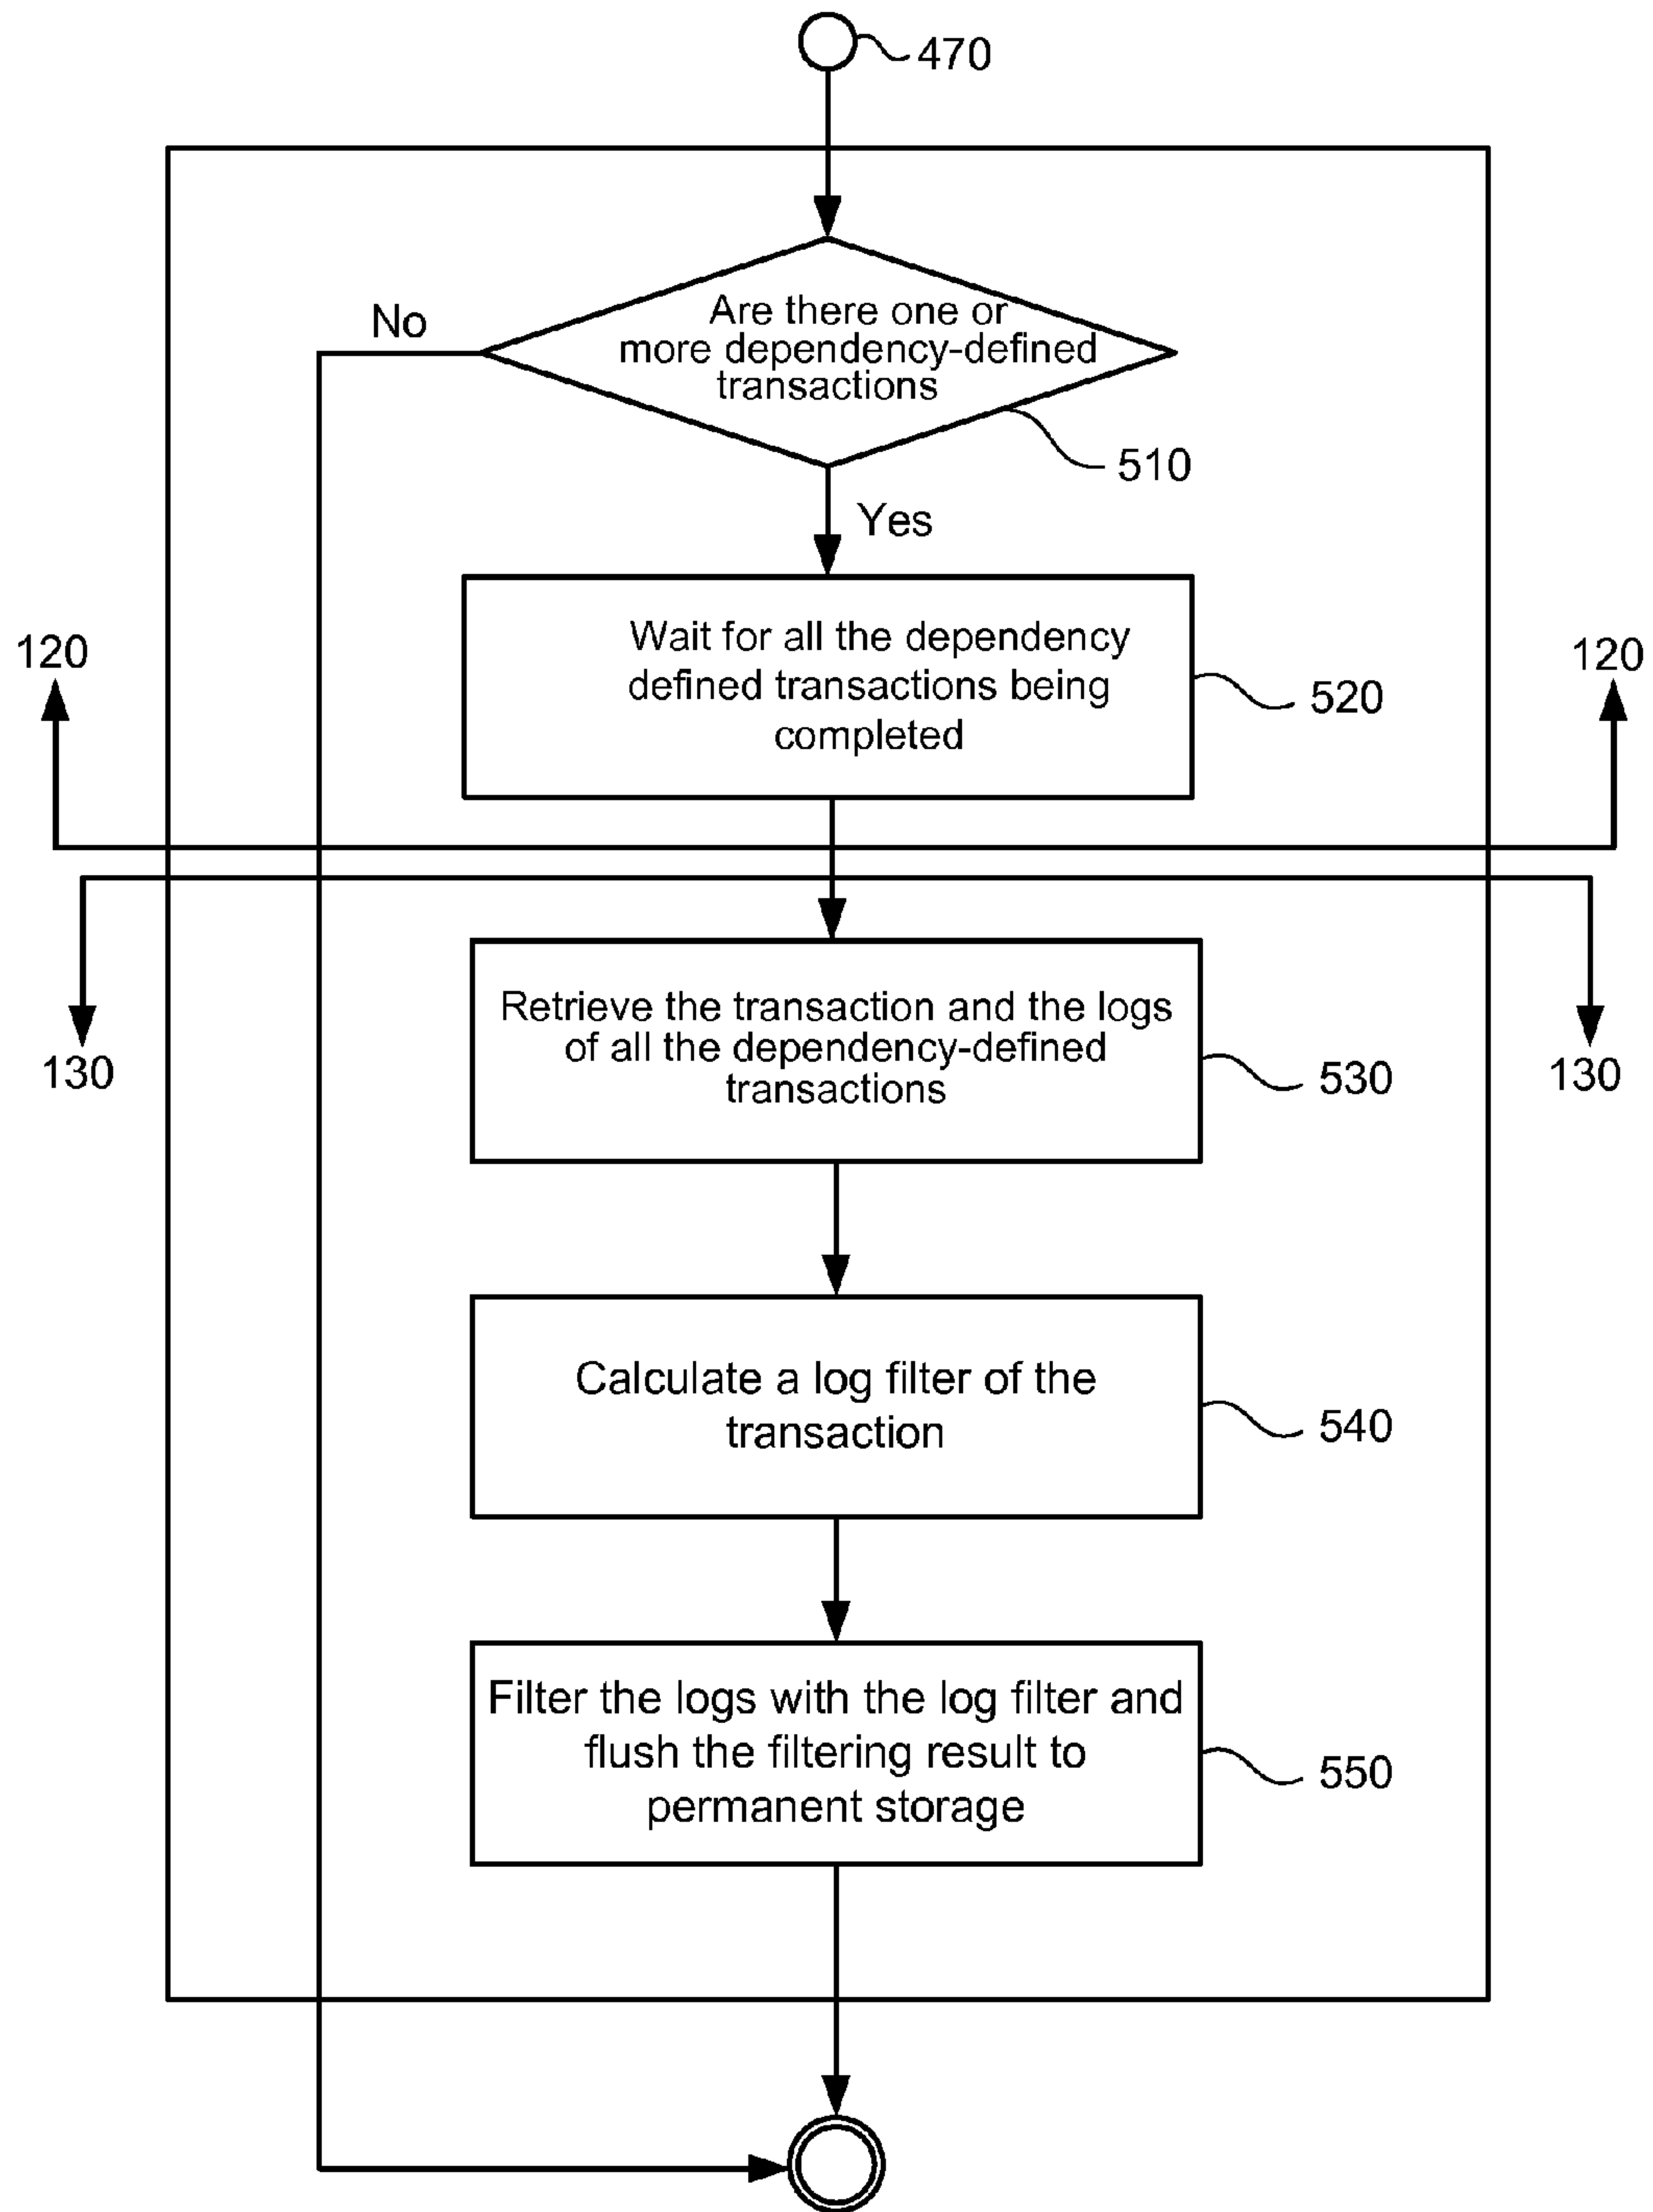 470
No
Are there one or
more dependency-defined
transactions
510
Yes
120
120
Wait for all the dependency
defined transactions being
completed
520
130
130
Retrieve the transaction and the logs
of all the dependency-defined
transactions
530
Calculate a log filter of the
transaction
540
Filter the logs with the log filter and
flush the filtering result to
permanent storage
550